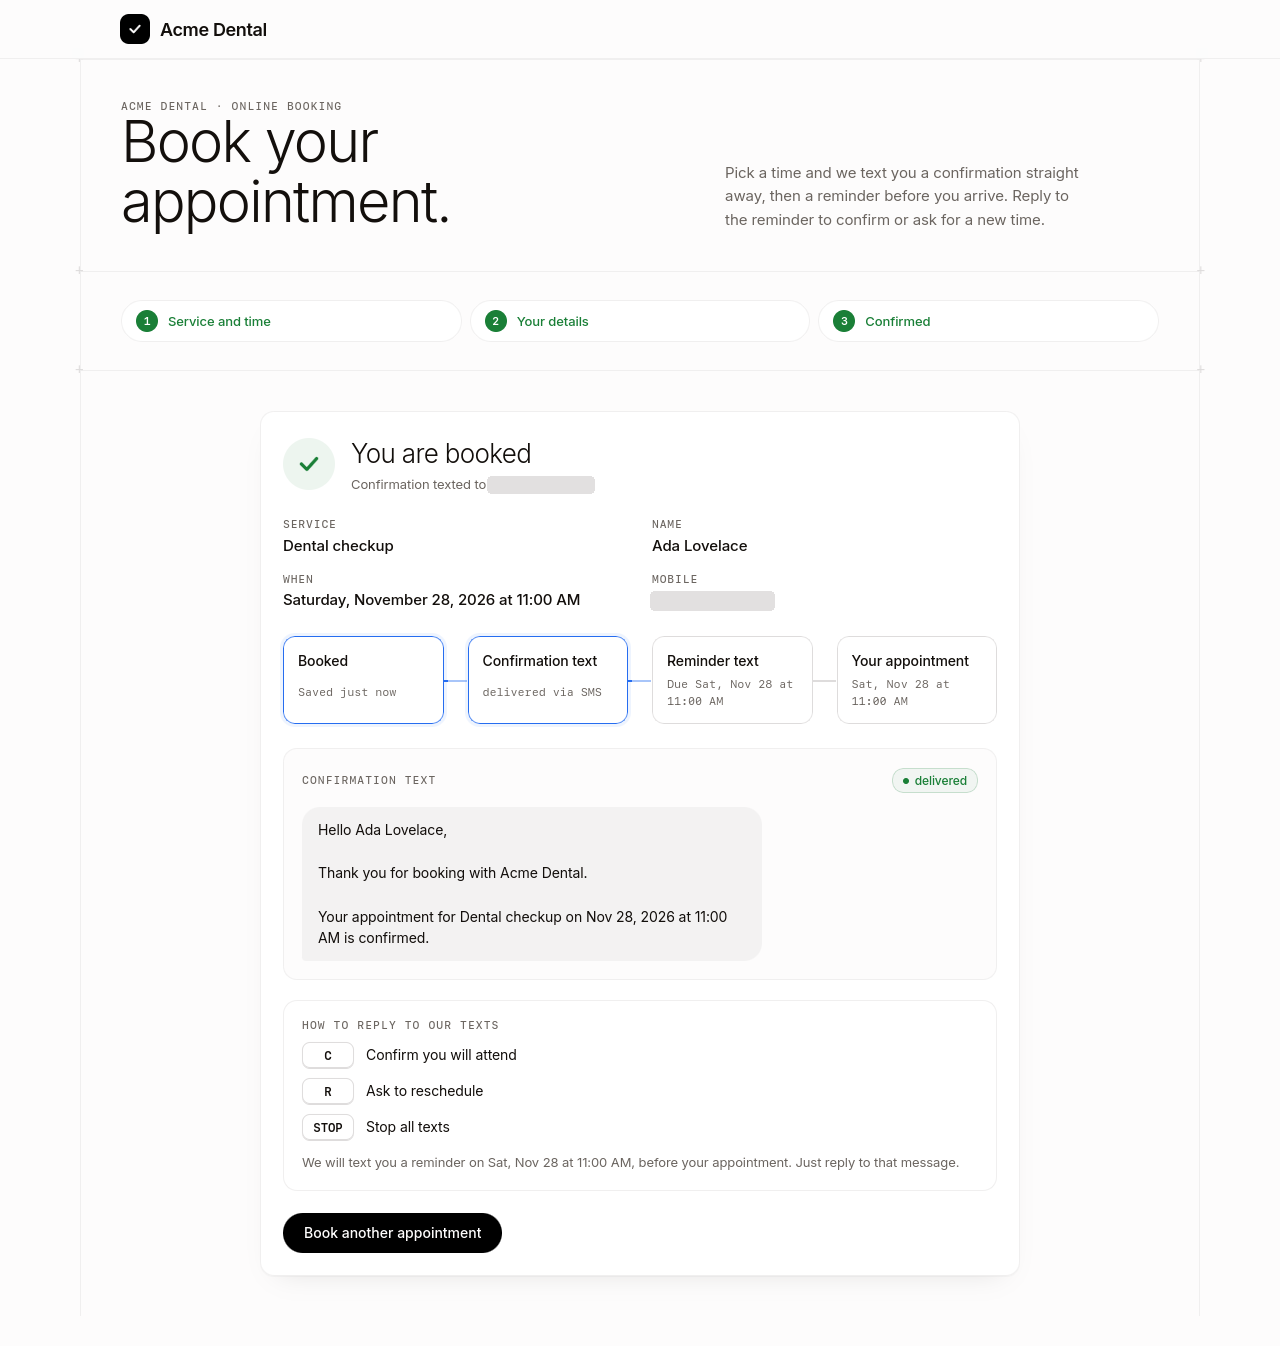 Acme Dental
ACME DENTAL · ONLINE BOOKING
Book your
appointment.
Pick a time and we text you a confirmation straight
away, then a reminder before you arrive. Reply to
the reminder to confirm or ask for a new time.
1 Service and time
2 Your details
3 Confirmed
You are booked
Confirmation texted to
SERVICE
Dental checkup
NAME
Ada Lovelace
WHEN
Saturday, November 28, 2026 at 11:00 AM
MOBILE
Booked
Saved just now
Confirmation text
delivered via SMS
Reminder text
Due Sat, Nov 28 at
11:00 AM
Your appointment
Sat, Nov 28 at
11:00 AM
CONFIRMATION TEXT
delivered
Hello Ada Lovelace,
Thank you for booking with Acme Dental.
Your appointment for Dental checkup on Nov 28, 2026 at 11:00
AM is confirmed.
HOW TO REPLY TO OUR TEXTS
C Confirm you will attend
R Ask to reschedule
STOP Stop all texts
We will text you a reminder on Sat, Nov 28 at 11:00 AM, before your appointment. Just reply to that message.
Book another appointment